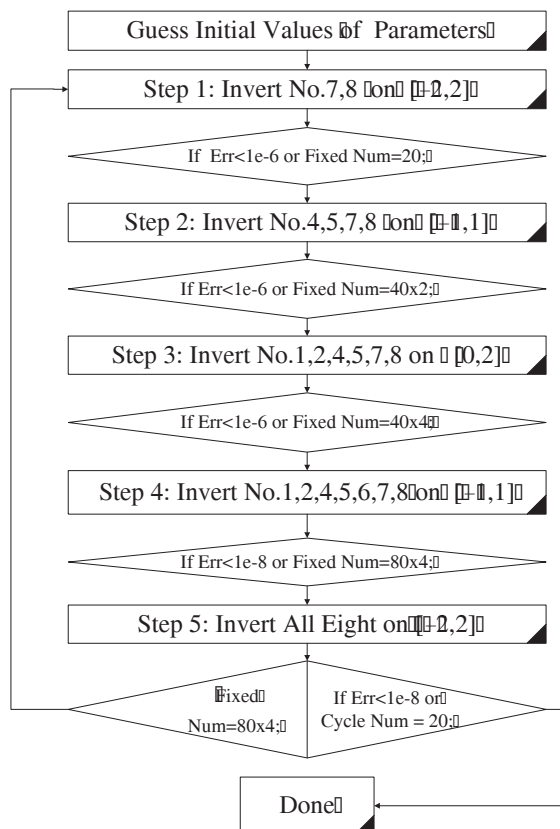 Guess Initial Values of Parameters
Step 1: Invert No.7,8 on [-2,2]
If Err<1e-6 or Fixed Num=20;
Step 2: Invert No.4,5,7,8 on [-1,1]
If Err<1e-6 or Fixed Num=40x2;
Step 3: Invert No.1,2,4,5,7,8 on [0,2]
If Err<1e-6 or Fixed Num=40x4;
Step 4: Invert No.1,2,4,5,6,7,8 on [-1,1]
If Err<1e-8 or Fixed Num=80x4;
Step 5: Invert All Eight on [-2,2]
Fixed
Num=80x4;
If Err<1e-8 or
Cycle Num = 20;
Done